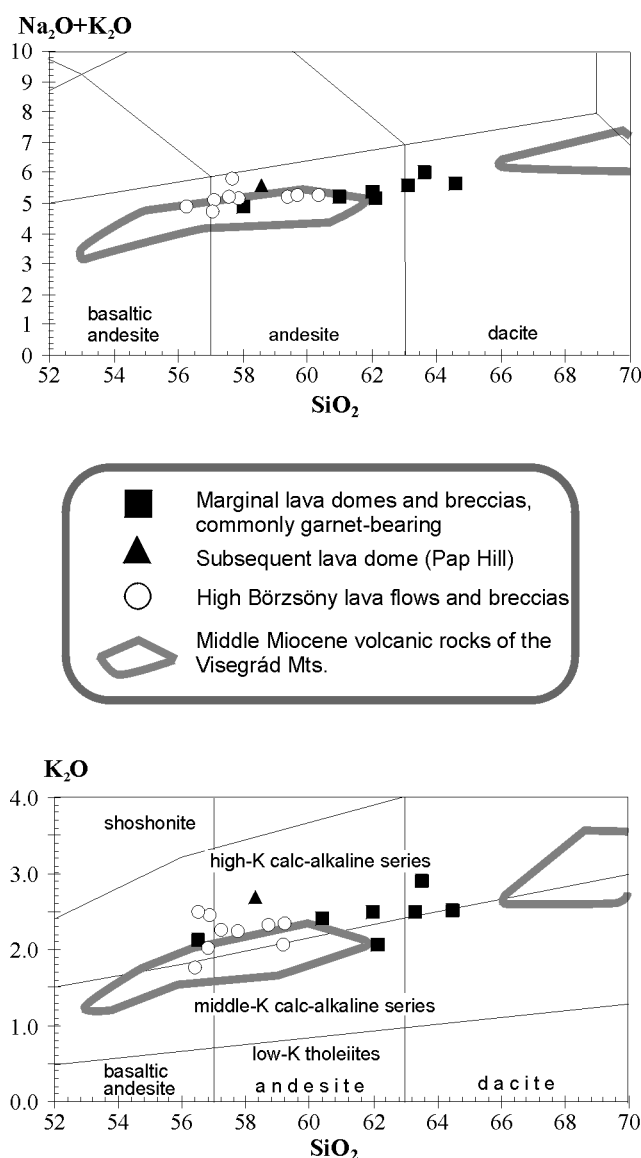 Na₂O+K₂O
10
9
8
7
6
5
4
3
2
1
0
basaltic
andesite
andesite
dacite
52 54 56 58 60 62 64 66 68 70
SiO₂
Marginal lava domes and breccias,
commonly garnet-bearing
Subsequent lava dome (Pap Hill)
High Börzsöny lava flows and breccias
Middle Miocene volcanic rocks of the
Visegrád Mts.
K₂O
4.0
shoshonite
high-K calc-alkaline series
3.0
2.0
middle-K calc-alkaline series
1.0
low-K tholeiites
basaltic
andesite
andesite
dacite
0.0
52 54 56 58 60 62 64 66 68 70
SiO₂